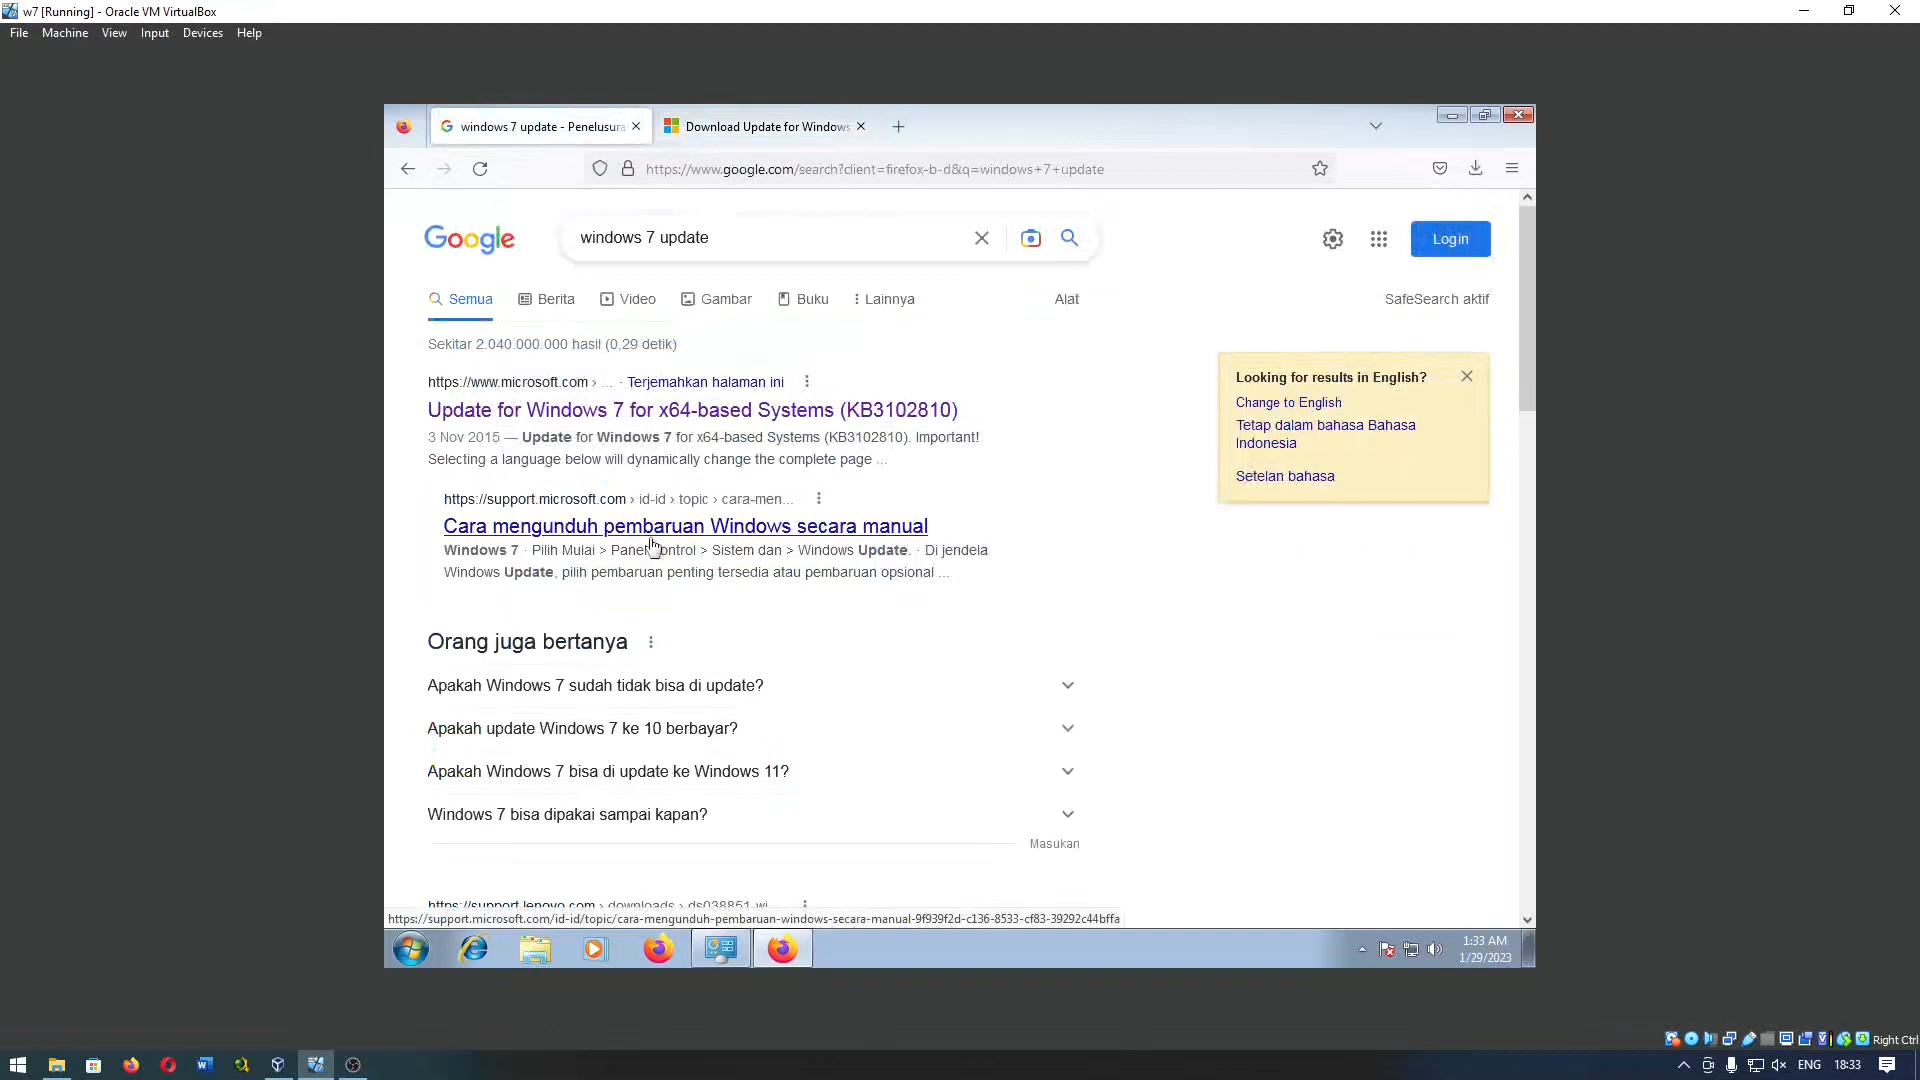 w7 [Running] - Oracle VM VirtualBox
File Machine View Input Devices Help
windows 7 update - Penelusura
Download Update for Windows
https://www.google.com/search?client=firefox-b-d&q=windows+7+update
Google
windows 7 update
Login
Semua Berita Video Gambar Buku Lainnya Alat SafeSearch aktif
Sekitar 2.040.000.000 hasil (0,29 detik)
https://www.microsoft.com › ... · Terjemahkan halaman ini
Update for Windows 7 for x64-based Systems (KB3102810)
3 Nov 2015 — Update for Windows 7 for x64-based Systems (KB3102810). Important!
Selecting a language below will dynamically change the complete page ...
https://support.microsoft.com › id-id › topic › cara-men...
Cara mengunduh pembaruan Windows secara manual
Windows 7 · Pilih Mulai > Panel Kontrol > Sistem dan > Windows Update. · Di jendela
Windows Update, pilih pembaruan penting tersedia atau pembaruan opsional ...
Looking for results in English?
Change to English
Tetap dalam bahasa Bahasa
Indonesia
Setelan bahasa
Orang juga bertanya
Apakah Windows 7 sudah tidak bisa di update?
Apakah update Windows 7 ke 10 berbayar?
Apakah Windows 7 bisa di update ke Windows 11?
Windows 7 bisa dipakai sampai kapan?
Masukan
https://support.lenovo.com › downloads › ds038851-wi...
https://support.microsoft.com/id-id/topic/cara-mengunduh-pembaruan-windows-secara-manual-9f939f2d-c136-8533-cf83-39292c44bffa
1:33 AM
1/29/2023
Right Ctrl
ENG 18:33